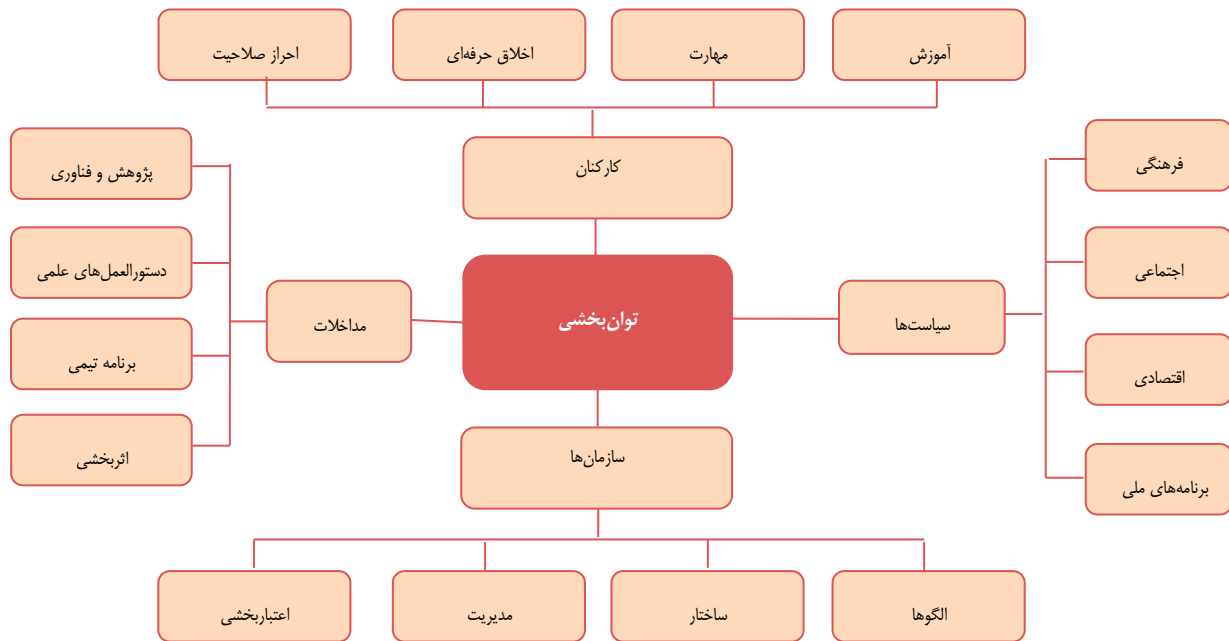 آموزش
مهارت
اخلاق حرفه‌ای
احراز صلاحیت
کارکنان
فرهنگی
اجتماعی
اقتصادی
برنامه‌های ملی
سیاست‌ها
توان‌بخشی
مداخلات
پژوهش و فناوری
دستورالعمل‌های علمی
برنامه تیمی
اثربخشی
سازمان‌ها
الگوها
ساختار
مدیریت
اعتباربخشی